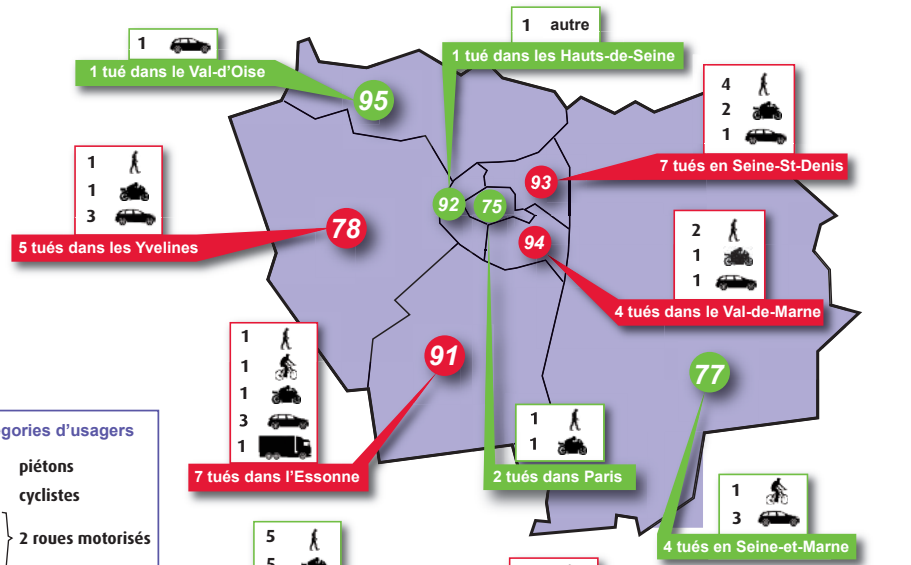 1 autre
1 tué dans les Hauts-de-Seine
1
1 tué dans le Val-d'Oise
95
4
2
1
7 tués en Seine-St-Denis
93
1
1
3
5 tués dans les Yvelines
78
92
75
94
2
1
1
4 tués dans le Val-de-Marne
1
1
1
3
1
7 tués dans l'Essonne
91
77
1
1
2 tués dans Paris
1
3
4 tués en Seine-et-Marne
égories d'usagers
piétons
cyclistes
2 roues motorisés
5